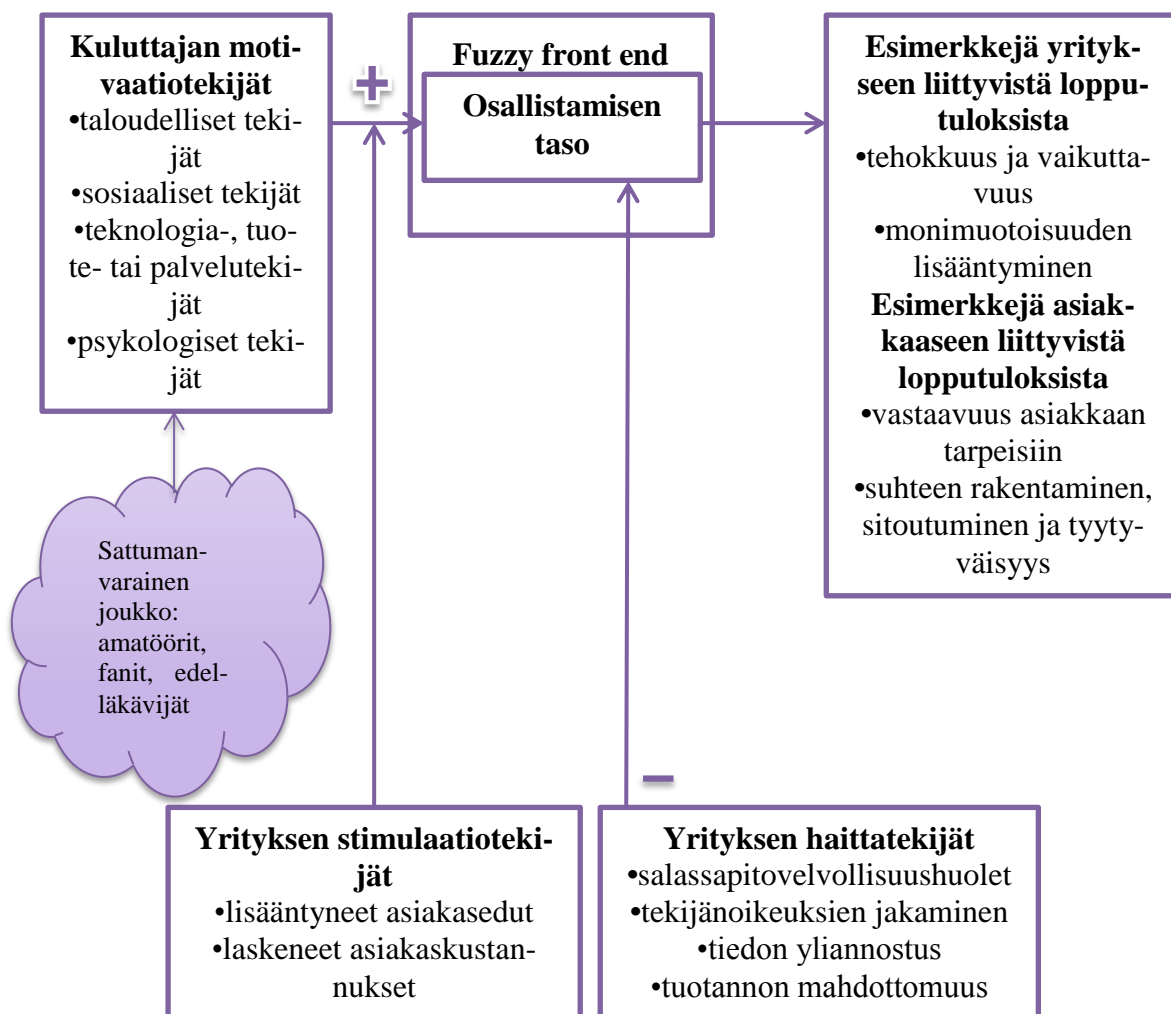 Kuluttajan moti-
vaatiotekijät
•taloudelliset teki-
jät
•sosiaaliset tekijät
•teknologia-, tuo-
te- tai palveluteki-
jät
•psykologiset teki-
jät
+
Fuzzy front end
Osallistamisen
taso
Esimerkkejä yrityk-
seen liittyvistä loppu-
tuloksista
•tehokkuus ja vaikutta-
vuus
•monimuotoisuuden
lisääntyminen
Esimerkkejä asiak-
kaaseen liittyvistä
lopputuloksista
•vastaavuus asiakkaan
tarpeisiin
•suhteen rakentaminen,
sitoutuminen ja tyyty-
väisyys
Sattuman-
varainen
joukko:
amatöörit,
fanit, edel-
läkävijät
Yrityksen stimulaatioteki-
jät
•lisääntyneet asiakasedut
•laskeneet asiakaskustan-
nukset
−
Yrityksen haittatekijät
•salassapitovelvollisuushuolet
•tekijänoikeuksien jakaminen
•tiedon yliannostus
•tuotannon mahdottomuus